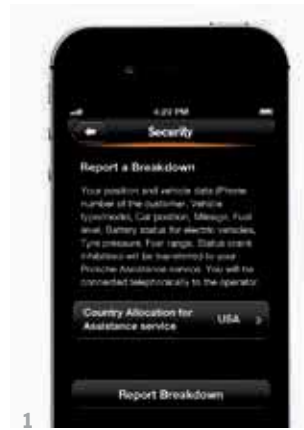 4:22 PM
Security
Report a Breakdown
Your position and vehicle data (Phone
number of the customer, Vehicle
type/model, Car position, Mileage, Fuel
level, Battery status for electric vehicles,
Tyre pressure, Fuel range, Status crank
inhibition) will be transferred to your
Porsche Assistance service. You will be
connected telephonically to the operator.
Country Allocation for
Assistance service
USA
Report Breakdown
1